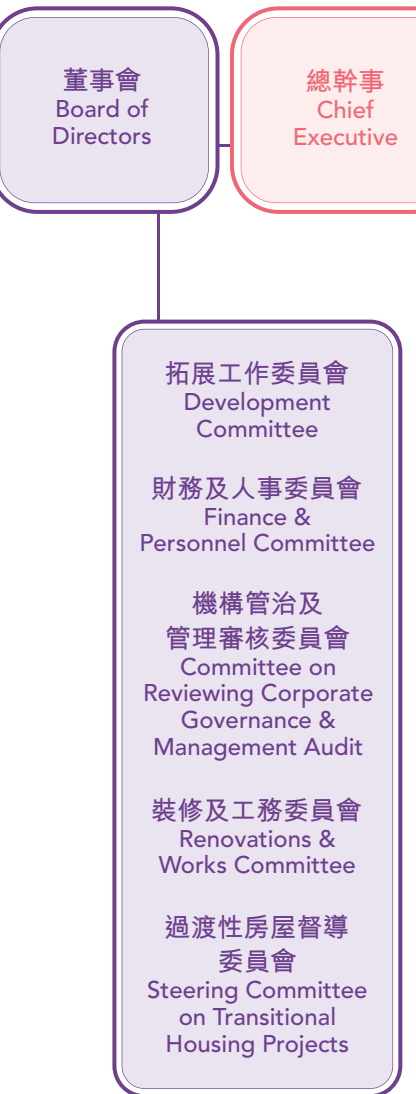 董事會
Board of
Directors
總幹事
Chief
Executive
拓展工作委員會
Development
Committee
財務及人事委員會
Finance &
Personnel Committee
機構管治及
管理審核委員會
Committee on
Reviewing Corporate
Governance &
Management Audit
裝修及工務委員會
Renovations &
Works Committee
過渡性房屋督導
委員會
Steering Committee
on Transitional
Housing Projects